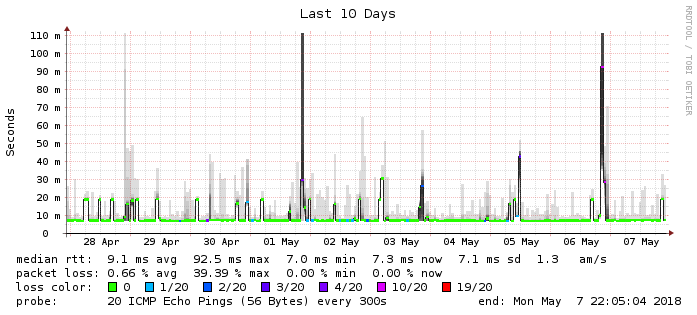 Last 10 Days
RRDTOOL / TOBI OETIKER
Seconds
110 m
100 m
90 m
80 m
70 m
60 m
50 m
40 m
30 m
20 m
10 m
0
28 Apr 29 Apr 30 Apr 01 May 02 May 03 May 04 May 05 May 06 May 07 May
median rtt: 9.1 ms avg 92.5 ms max 7.0 ms min 7.3 ms now 7.1 ms sd 1.3 am/s
packet loss: 0.66 % avg 39.39 % max 0.00 % min 0.00 % now
loss color: 0 1/20 2/20 3/20 4/20 10/20 19/20
probe: 20 ICMP Echo Pings (56 Bytes) every 300s end: Mon May 7 22:05:04 2018